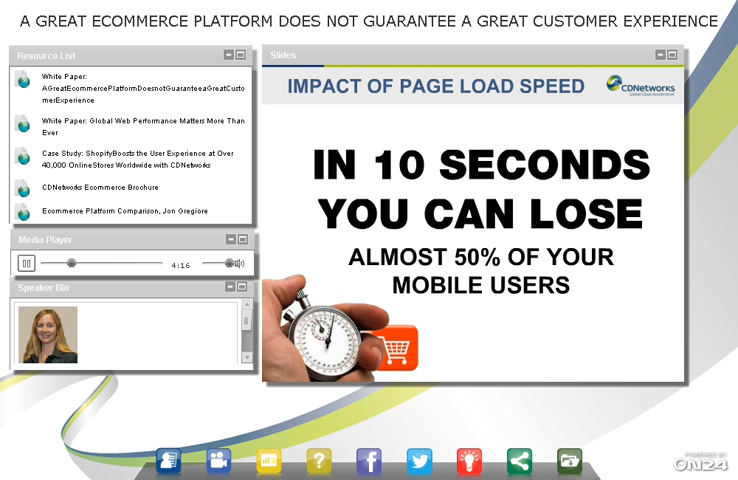 A GREAT ECOMMERCE PLATFORM DOES NOT GUARANTEE A GREAT CUSTOMER EXPERIENCE
Resource List
White Paper:
AGreatEcommercePlatformDoesnotGuaranteeaGreatCusto
merExperience
White Paper: Global Web Performance Matters More Than
Ever
Case Study: ShopifyBoosts the User Experience at Over
40,000 OnlineStores Worldwide with CDNetworks
CDNetworks Ecommerce Brochure
Ecommerce Platform Comparison, Jon Gregiore
Media Player
4:16
Speaker Bio
Slides
IMPACT OF PAGE LOAD SPEED
CDNetworks
Global Cloud Acceleration
IN 10 SECONDS
YOU CAN LOSE
ALMOST 50% OF YOUR
MOBILE USERS
POWERED BY
ON24